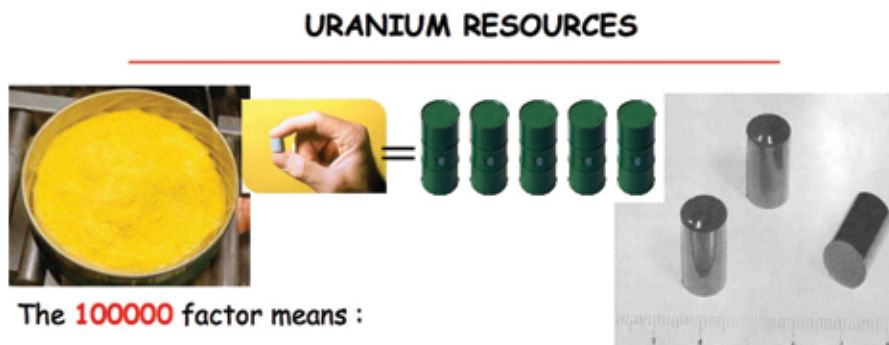 URANIUM RESOURCES
=
The 100000 factor means :